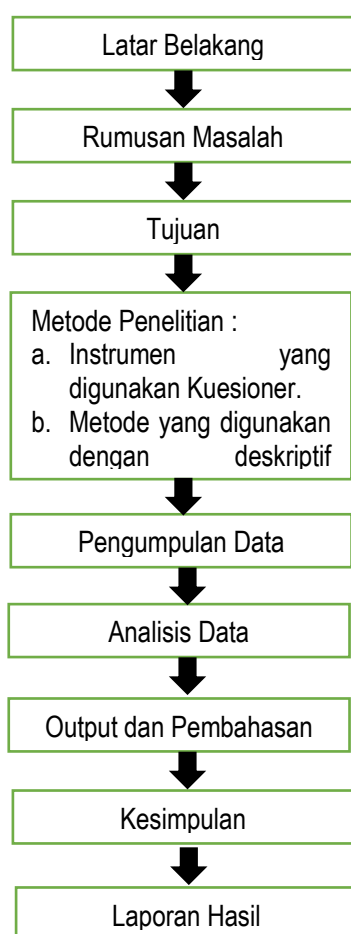 Latar Belakang
Rumusan Masalah
Tujuan
Metode Penelitian :
a. Instrumen yang
digunakan Kuesioner.
b. Metode yang digunakan
dengan deskriptif
Pengumpulan Data
Analisis Data
Output dan Pembahasan
Kesimpulan
Laporan Hasil